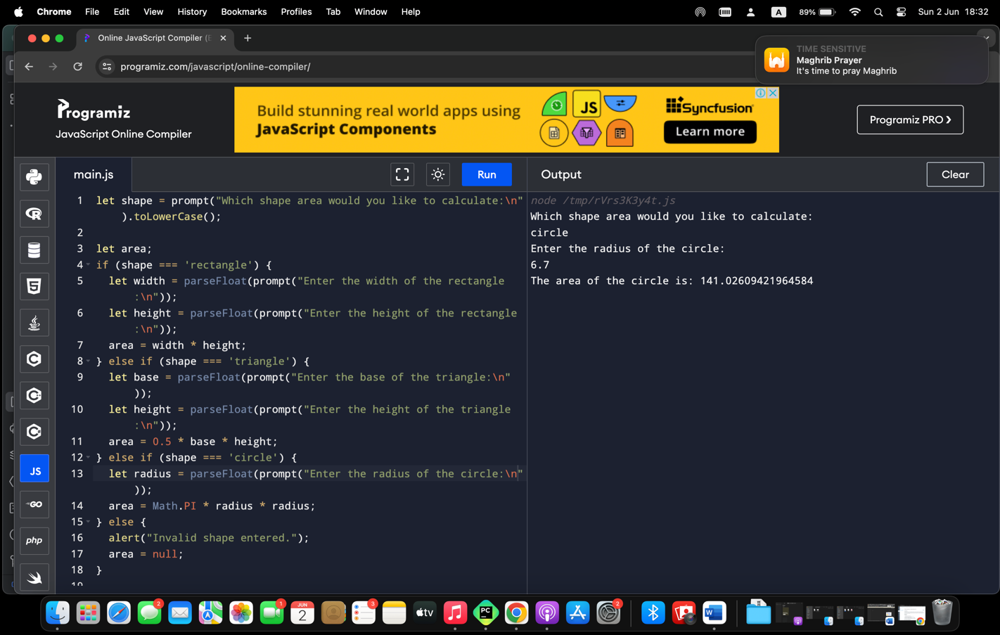 Chrome File Edit View History Bookmarks Profiles Tab Window Help A 89% Sun 2 Jun 18:32
Online JavaScript Compiler (E
programiz.com/javascript/online-compiler/
TIME SENSITIVE
Maghrib Prayer
It's time to pray Maghrib
Programiz
JavaScript Online Compiler
Build stunning real world apps using
JavaScript Components
JS
Syncfusion
Learn more
Programiz PRO ❯
main.js
Run
Output
Clear
1 let shape = prompt("Which shape area would you like to calculate:\n"
).toLowerCase();
2
3 let area;
4 if (shape === 'rectangle') {
5 let width = parseFloat(prompt("Enter the width of the rectangle
:\n"));
6 let height = parseFloat(prompt("Enter the height of the rectangle
:\n"));
7 area = width * height;
8 } else if (shape === 'triangle') {
9 let base = parseFloat(prompt("Enter the base of the triangle:\n"
));
10 let height = parseFloat(prompt("Enter the height of the triangle
:\n"));
11 area = 0.5 * base * height;
12 } else if (shape === 'circle') {
13 let radius = parseFloat(prompt("Enter the radius of the circle:\n"
));
14 area = Math.PI * radius * radius;
15 } else {
16 alert("Invalid shape entered.");
17 area = null;
18 }
19
node /tmp/rVrs3K3y4t.js
Which shape area would you like to calculate:
circle
Enter the radius of the circle:
6.7
The area of the circle is: 141.02609421964584
R
5
C
C
C
JS
GO
php
2
1
JUN
2
3
tv
PC
2
W